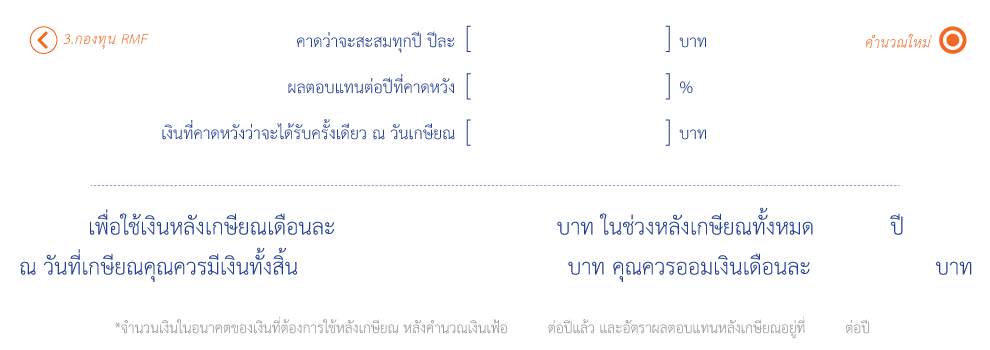 3.กองทุน RMF
คาดว่าจะสะสมทุกปี ปีละ [ ] บาท
คำนวณใหม่
ผลตอบแทนต่อปีที่คาดหวัง [ ] %
เงินที่คาดหวังว่าจะได้รับครั้งเดียว ณ วันเกษียณ [ ] บาท
เพื่อใช้เงินหลังเกษียณเดือนละ บาท ในช่วงหลังเกษียณทั้งหมด ปี
ณ วันที่เกษียณคุณควรมีเงินทั้งสิ้น บาท คุณควรออมเงินเดือนละ บาท
*จำนวนเงินในอนาคตของเงินที่ต้องการใช้หลังเกษียณ หลังคำนวณเงินเฟ้อ ต่อปีแล้ว และอัตราผลตอบแทนหลังเกษียณอยู่ที่ ต่อปี